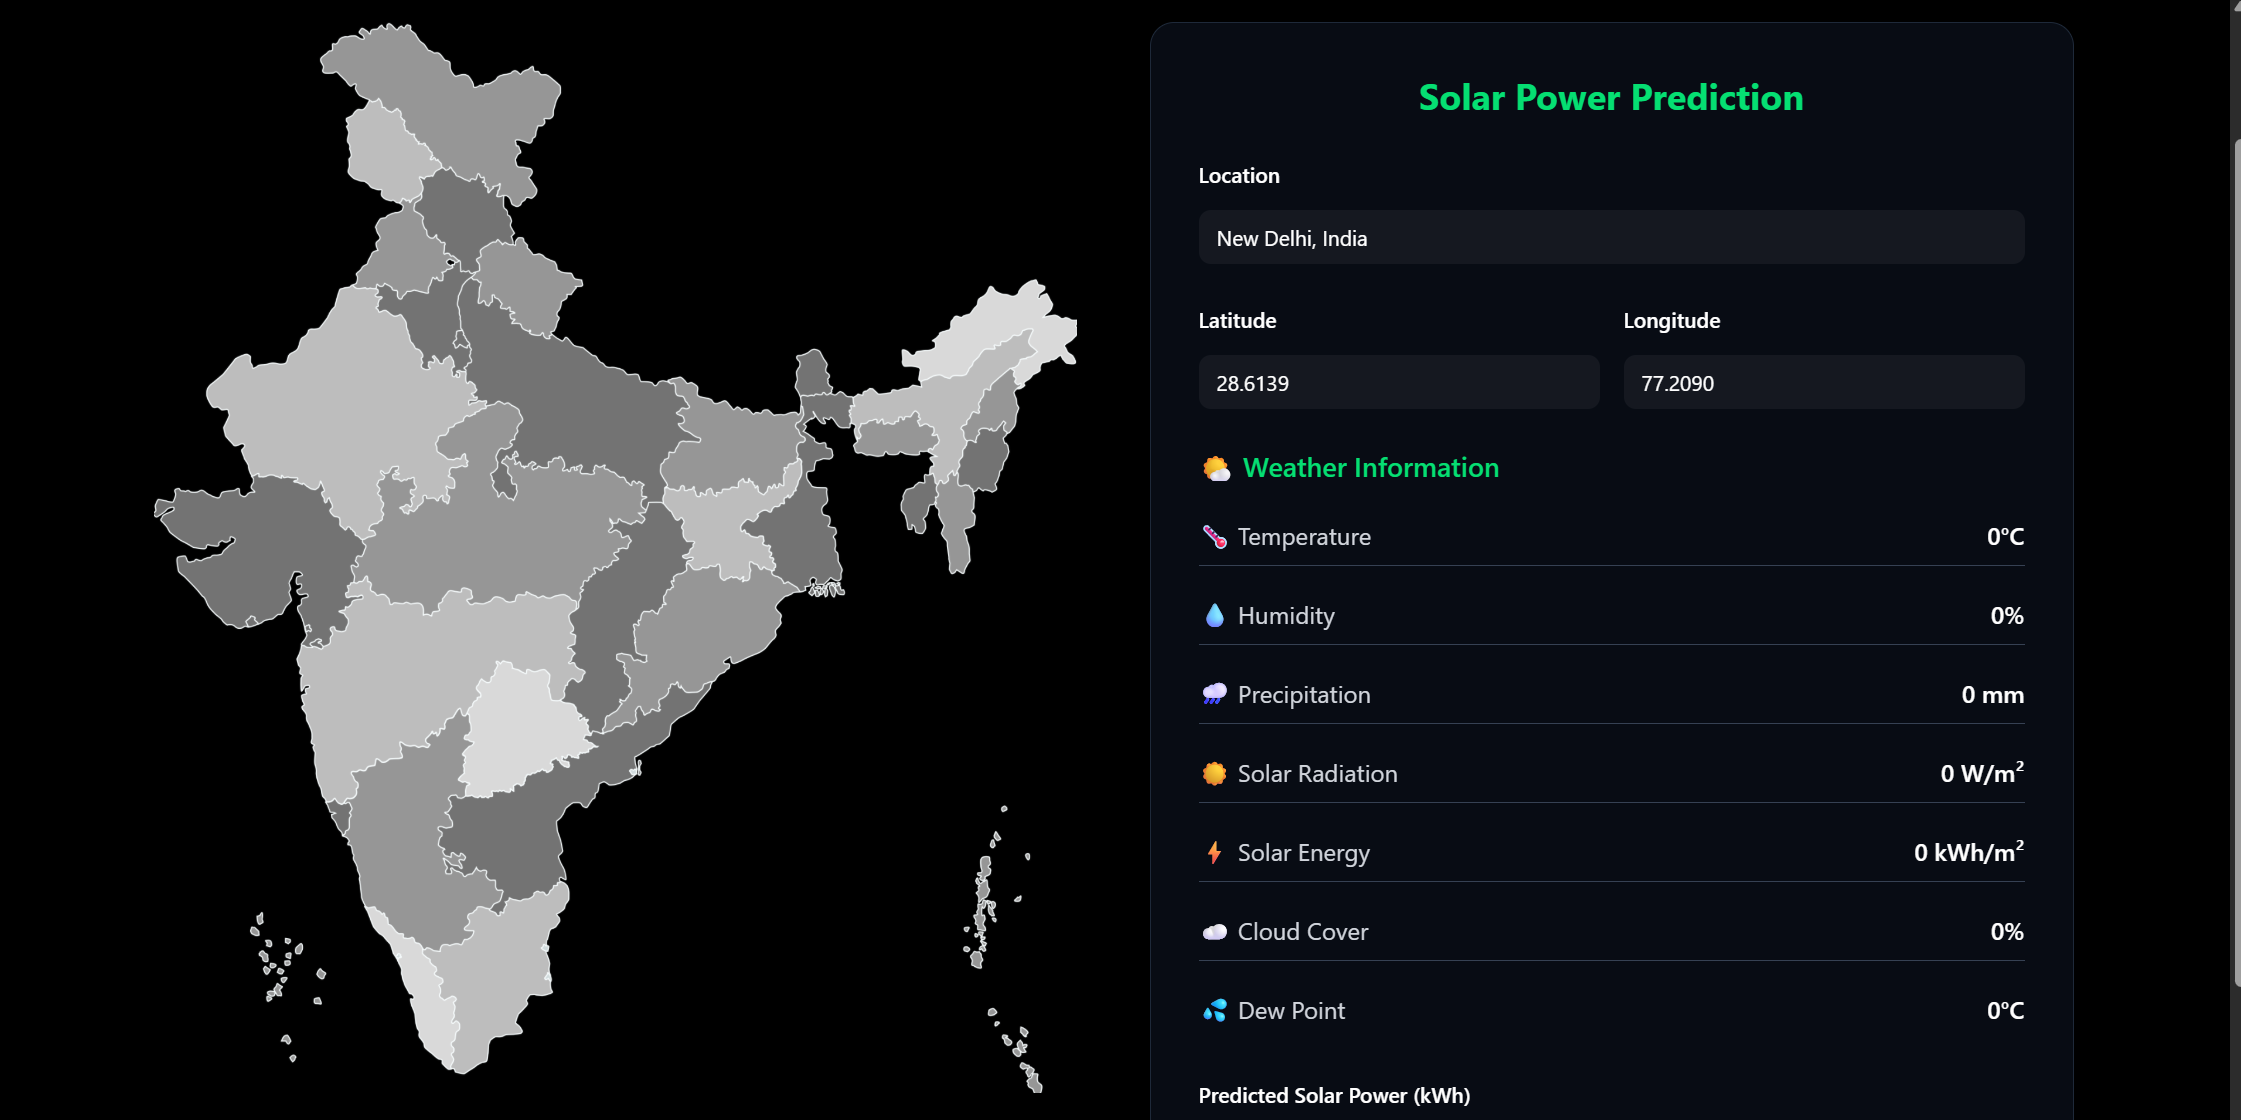 Solar Power Prediction
Location
New Delhi, India
Latitude Longitude
28.6139 77.2090
🌤️ Weather Information
🌡️ Temperature 0°C
💧 Humidity 0%
🌧️ Precipitation 0 mm
☀️ Solar Radiation 0 W/m²
⚡ Solar Energy 0 kWh/m²
☁️ Cloud Cover 0%
💦 Dew Point 0°C
Predicted Solar Power (kWh)